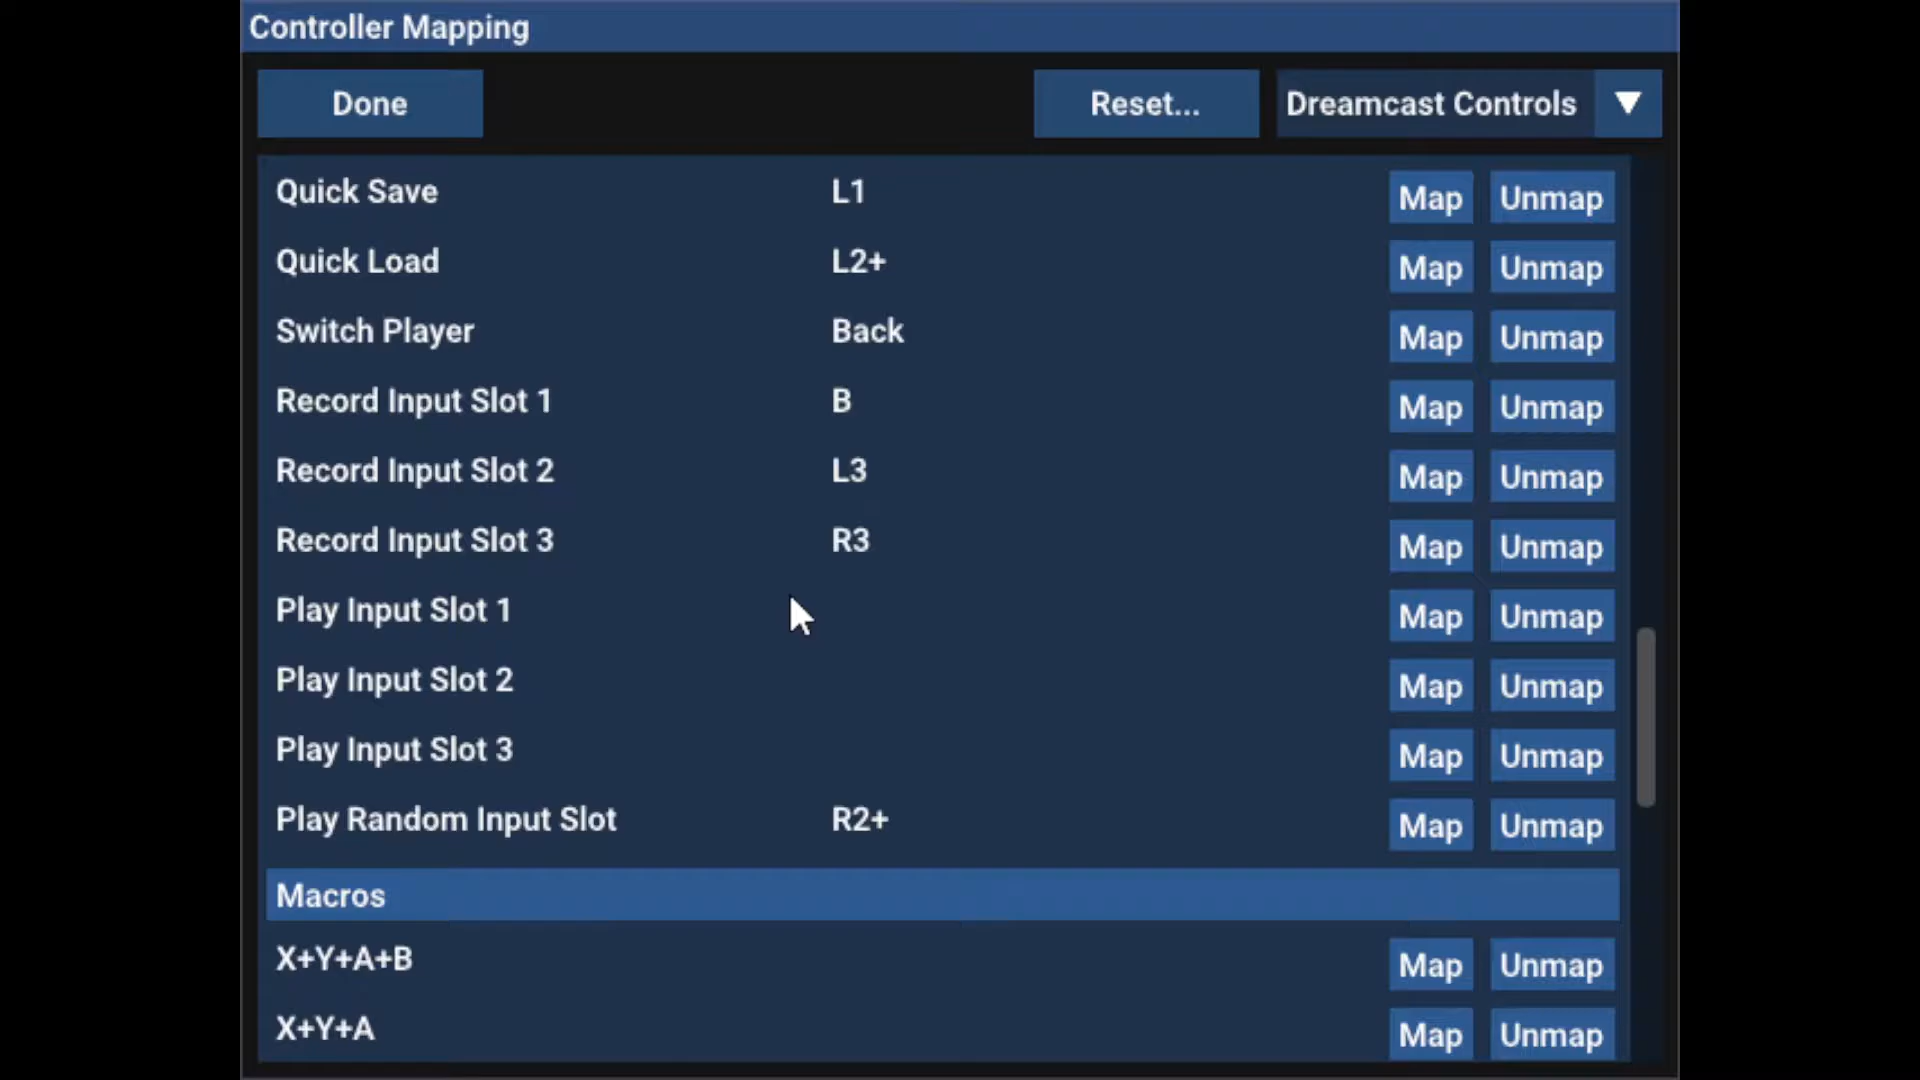 Controller Mapping
Done Reset... Dreamcast Controls
Quick Save L1 Map Unmap
Quick Load L2+ Map Unmap
Switch Player Back Map Unmap
Record Input Slot 1 B Map Unmap
Record Input Slot 2 L3 Map Unmap
Record Input Slot 3 R3 Map Unmap
Play Input Slot 1 Map Unmap
Play Input Slot 2 Map Unmap
Play Input Slot 3 Map Unmap
Play Random Input Slot R2+ Map Unmap
Macros
X+Y+A+B Map Unmap
X+Y+A Map Unmap